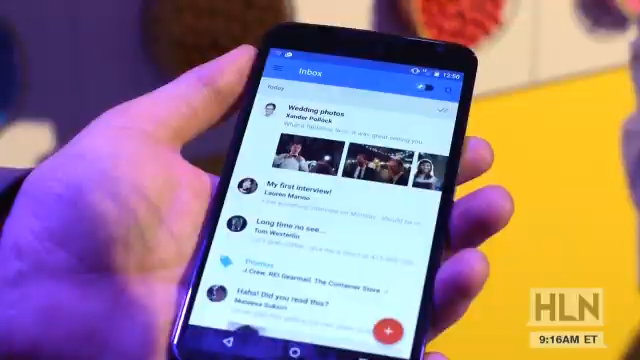 12:50
Inbox
Today
Wedding photos
Xander Pollock
My first interview!
Lauren Marino
Long time no see...
Tom Westerlin
Promos
J.Crew, REI Gearmail, The Container Store
Haha! Did you read this?
HLN
9:16AM ET